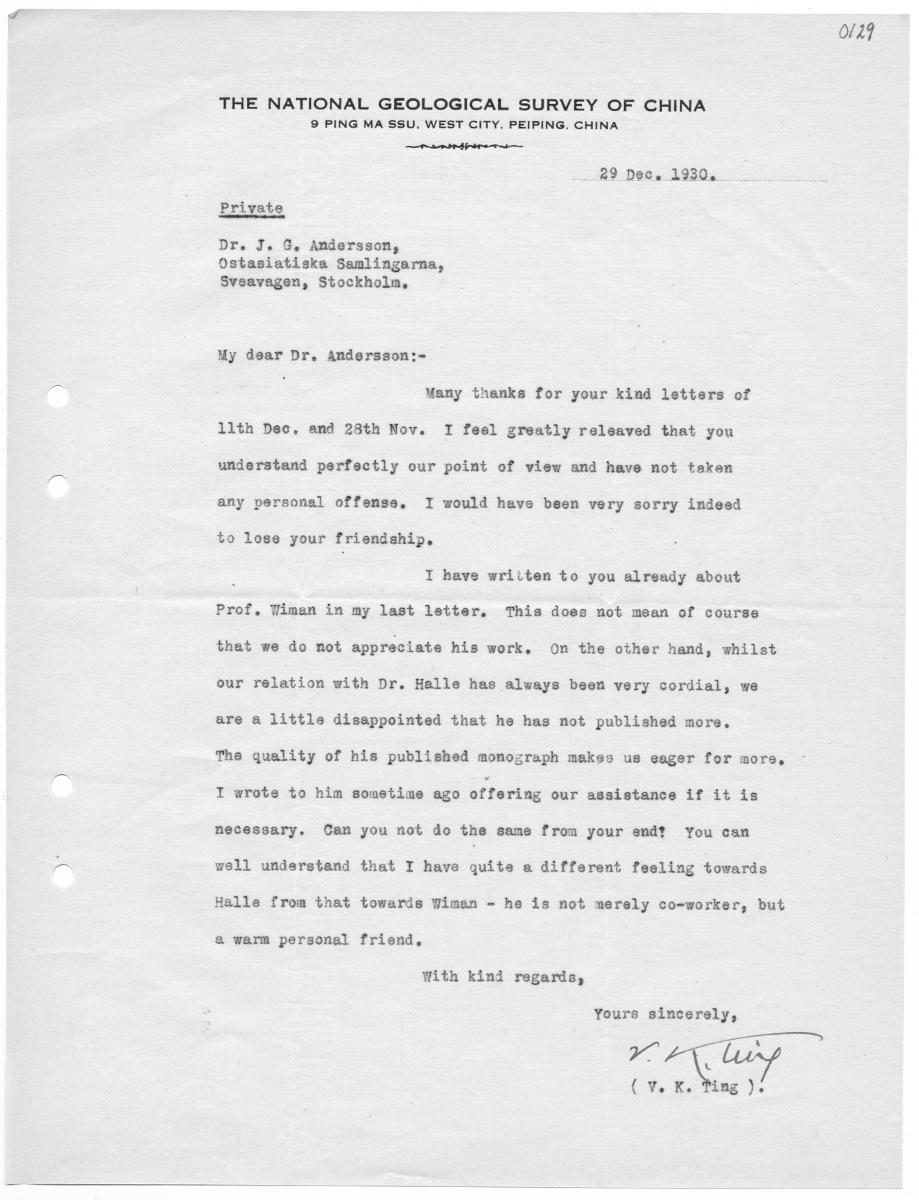 0129
THE NATIONAL GEOLOGICAL SURVEY OF CHINA
9 PING MA SSU, WEST CITY, PEIPING, CHINA
29 Dec. 1930.
Private
Dr. J. G. Andersson,
Ostasiatiska Samlingarna,
Sveavagen, Stockholm.
My dear Dr. Andersson:-
Many thanks for your kind letters of
11th Dec. and 28th Nov. I feel greatly releaved that you
understand perfectly our point of view and have not taken
any personal offense. I would have been very sorry indeed
to lose your friendship.
I have written to you already about
Prof. Wiman in my last letter. This does not mean of course
that we do not appreciate his work. On the other hand, whilst
our relation with Dr. Halle has always been very cordial, we
are a little disappointed that he has not published more.
The quality of his published monograph makes us eager for more.
I wrote to him sometime ago offering our assistance if it is
necessary. Can you not do the same from your end? You can
well understand that I have quite a different feeling towards
Halle from that towards Wiman - he is not merely co-worker, but
a warm personal friend.
With kind regards,
Yours sincerely,
V. K. Ting
( V. K. Ting ).